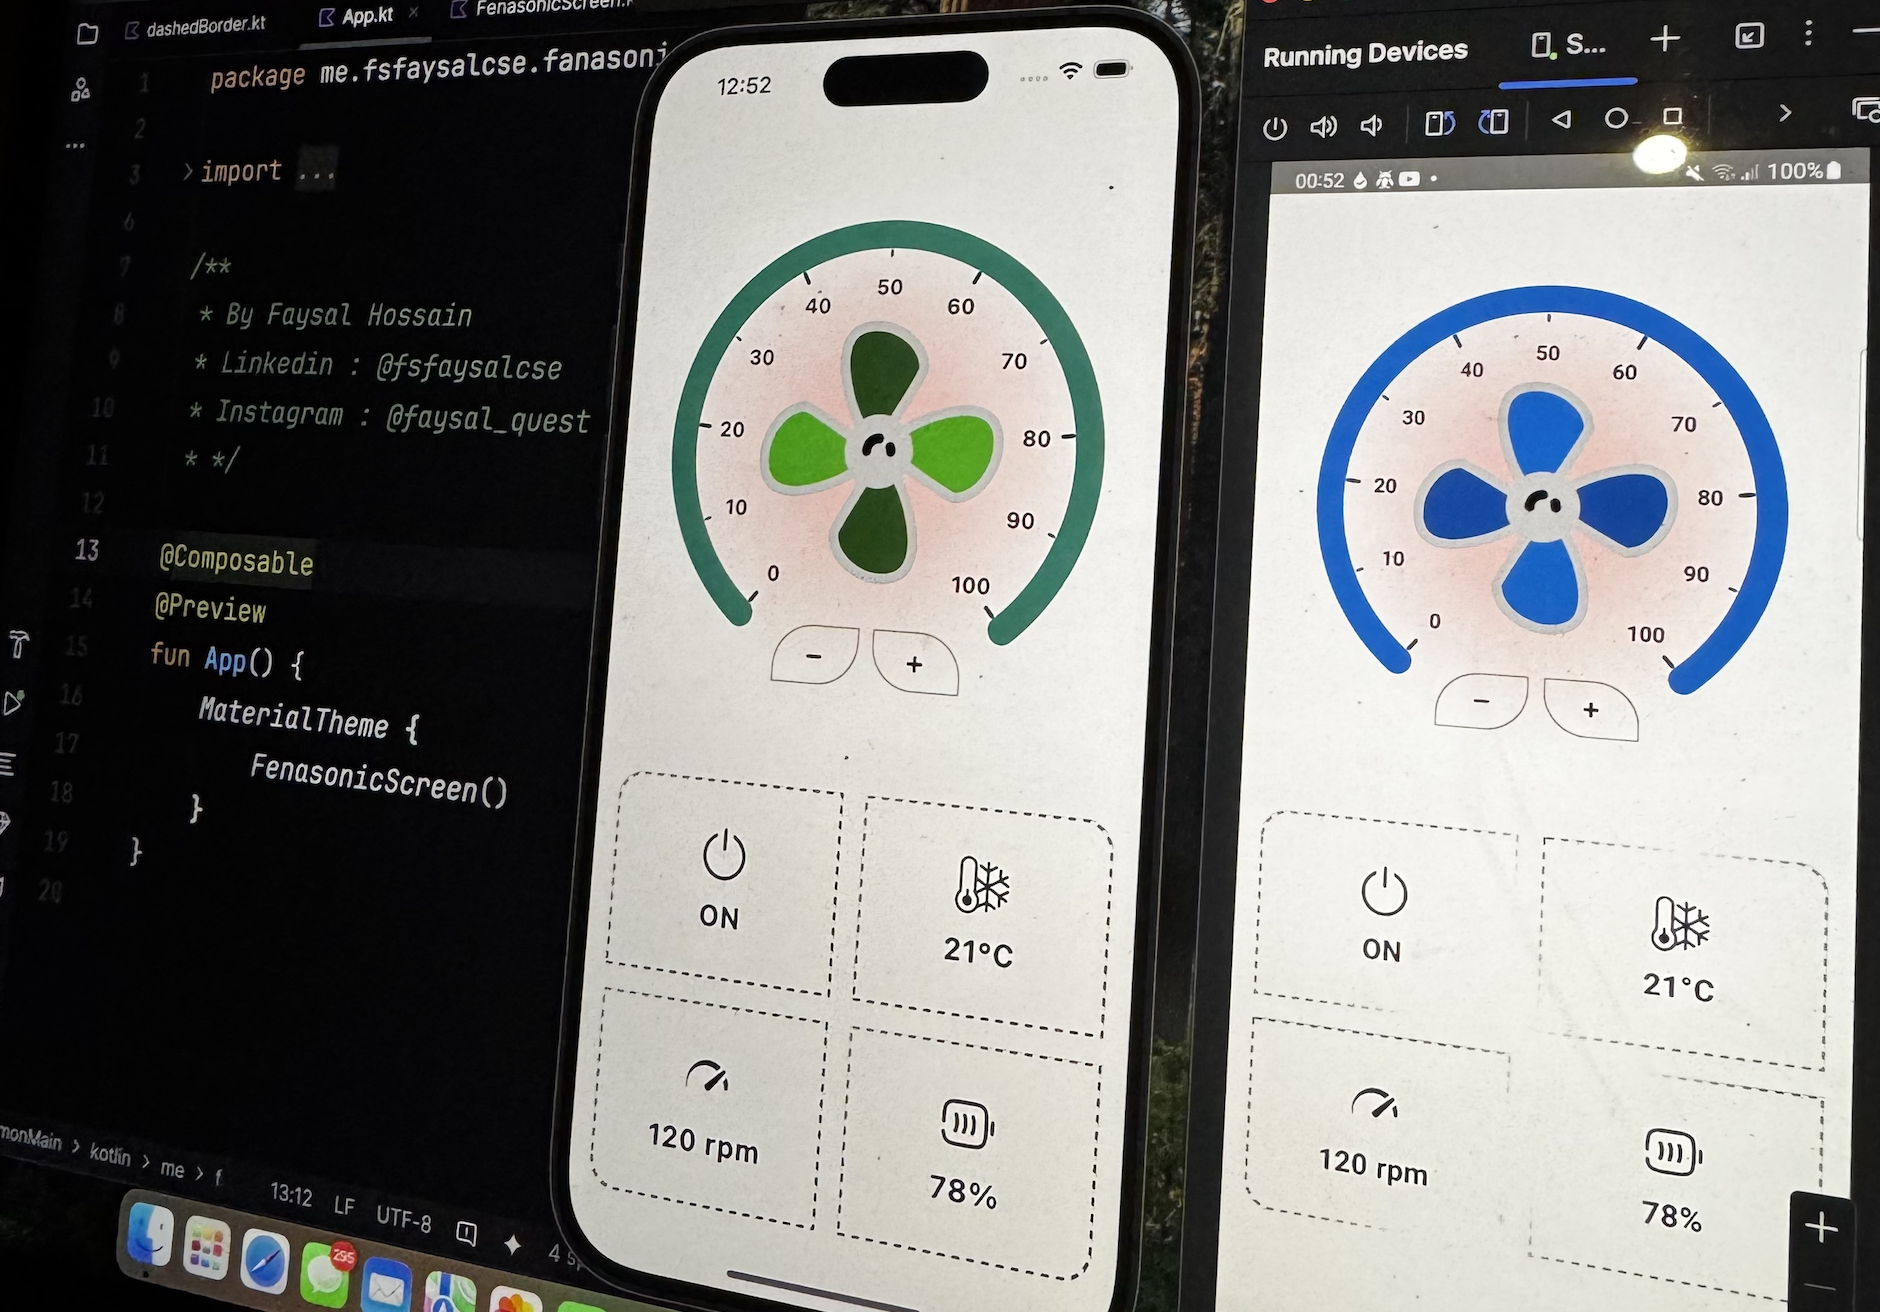 dashedBorder.kt
App.kt ×
FenasonicScreen.k
1 package me.fsfaysalcse.fanasoni
2
3 import ...
6
7 /**
8 * By Faysal Hossain
9 * Linkedin : @fsfaysalcse
10 * Instagram : @faysal_quest
11 * */
12
13 @Composable
14 @Preview
15 fun App() {
16 MaterialTheme {
17 FenasonicScreen()
18 }
19 }
20
monMain > kotlin > me > f
13:12 LF UTF-8 4 s
295
12:52
0
10
20
30
40
50
60
70
80
90
100
− +
ON
21°C
120 rpm
78%
Running Devices
S...
00:52
100%
0
10
20
30
40
50
60
70
80
90
100
− +
ON
21°C
120 rpm
78%